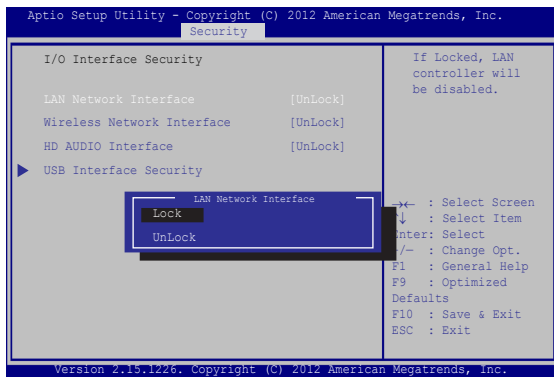 Aptio Setup Utility - Copyright (C) 2012 American Megatrends, Inc.
Security
I/O Interface Security
LAN Network Interface [UnLock]
Wireless Network Interface [UnLock]
HD AUDIO Interface [UnLock]
USB Interface Security
LAN Network Interface
Lock
UnLock
If Locked, LAN
controller will
be disabled.
→← : Select Screen
↑↓ : Select Item
Enter: Select
+/— : Change Opt.
F1 : General Help
F9 : Optimized
Defaults
F10 : Save & Exit
ESC : Exit
Version 2.15.1226. Copyright (C) 2012 American Megatrends, Inc.